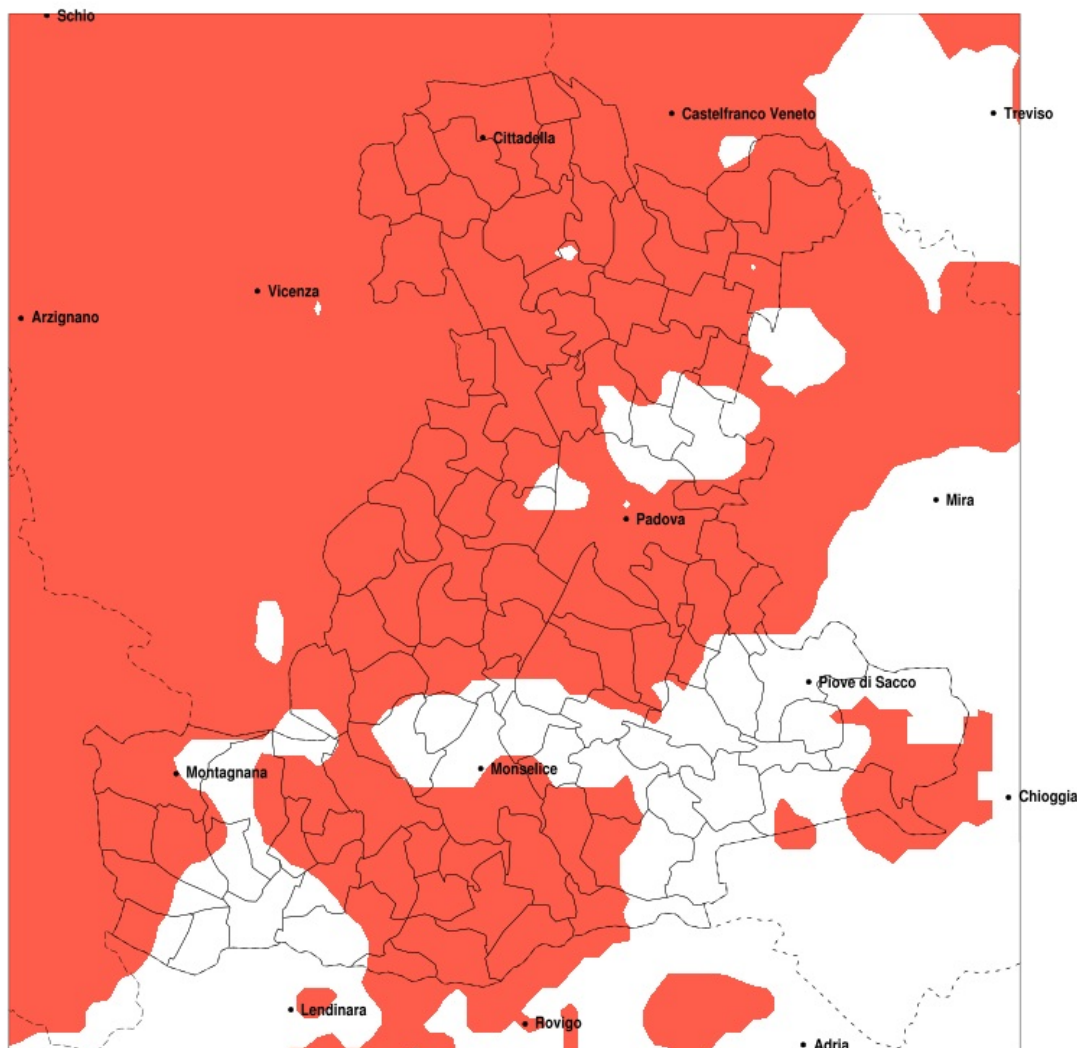 Schio
Castelfranco Veneto
Treviso
Cittadella
Vicenza
Arzignano
Mira
Padova
Piove di Sacco
Montagnana
Monselice
Chioggia
Lendinara
Rovigo
Adria